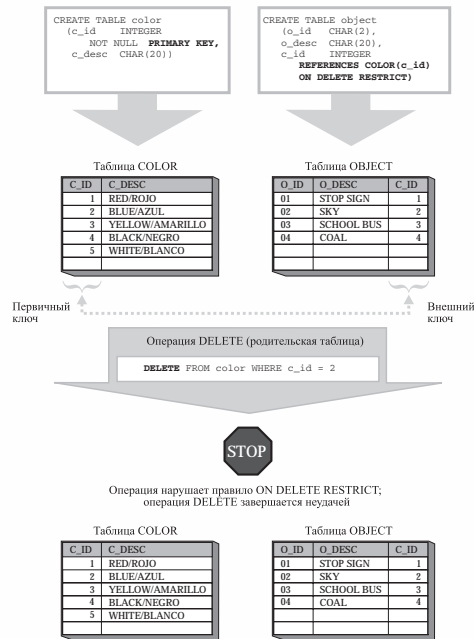 CREATE TABLE color
(c_id INTEGER
NOT NULL PRIMARY KEY,
c_desc CHAR(20))
CREATE TABLE object
(o_id CHAR(2),
o_desc CHAR(20),
c_id INTEGER
REFERENCES COLOR(c_id)
ON DELETE RESTRICT)
Таблица COLOR
C_ID C_DESC
1 RED/ROJO
2 BLUE/AZUL
3 YELLOW/AMARILLO
4 BLACK/NEGRO
5 WHITE/BLANCO
Таблица OBJECT
O_ID O_DESC C_ID
01 STOP SIGN 1
02 SKY 2
03 SCHOOL BUS 3
04 COAL 4
Первичный
ключ
Внешний
ключ
Операция DELETE (родительская таблица)
DELETE FROM color WHERE c_id = 2
STOP
Операция нарушает правило ON DELETE RESTRICT;
операция DELETE завершается неудачей
Таблица COLOR
C_ID C_DESC
1 RED/ROJO
2 BLUE/AZUL
3 YELLOW/AMARILLO
4 BLACK/NEGRO
5 WHITE/BLANCO
Таблица OBJECT
O_ID O_DESC C_ID
01 STOP SIGN 1
02 SKY 2
03 SCHOOL BUS 3
04 COAL 4